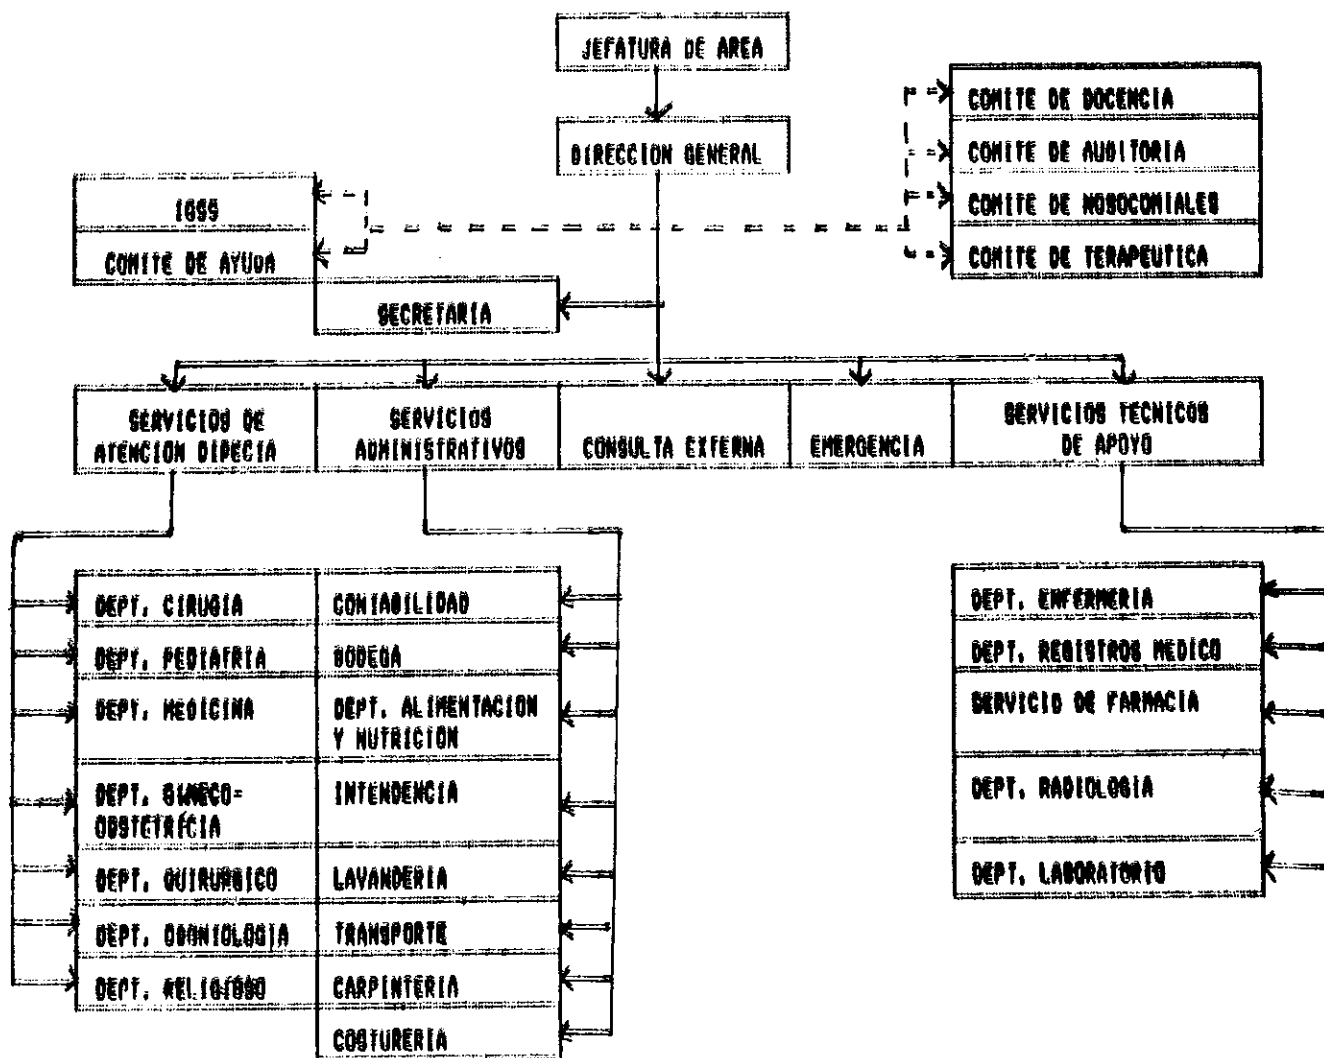 JEFATURA DE AREA
DIRECCION GENERAL
COMITE DE DOCENCIA
COMITE DE AUDITORIA
COMITE DE NOSOCOMIALES
COMITE DE TERAPEUTICA
IGSS
COMITE DE AYUDA
SECRETARIA
SERVICIOS DE
ATENCION DIRECTA
SERVICIOS
ADMINISTRATIVOS
CONSULTA EXTERNA
EMERGENCIA
SERVICIOS TECNICOS
DE APOYO
DEPT. CIRUGIA
DEPT. PEDIATRIA
DEPT. MEDICINA
DEPT. GINECO-
OBSTETRICIA
DEPT. QUIRURGICO
DEPT. ODONTOLOGIA
DEPT. RELIGIOSO
CONTABILIDAD
BODEGA
DEPT. ALIMENTACION
Y NUTRICION
INTENDENCIA
LAVANDERIA
TRANSPORTE
CARPINTERIA
COSTURERIA
DEPT. ENFERMERIA
DEPT. REGISTROS MEDICO
SERVICIO DE FARMACIA
DEPT. RADIOLOGIA
DEPT. LABORATORIO